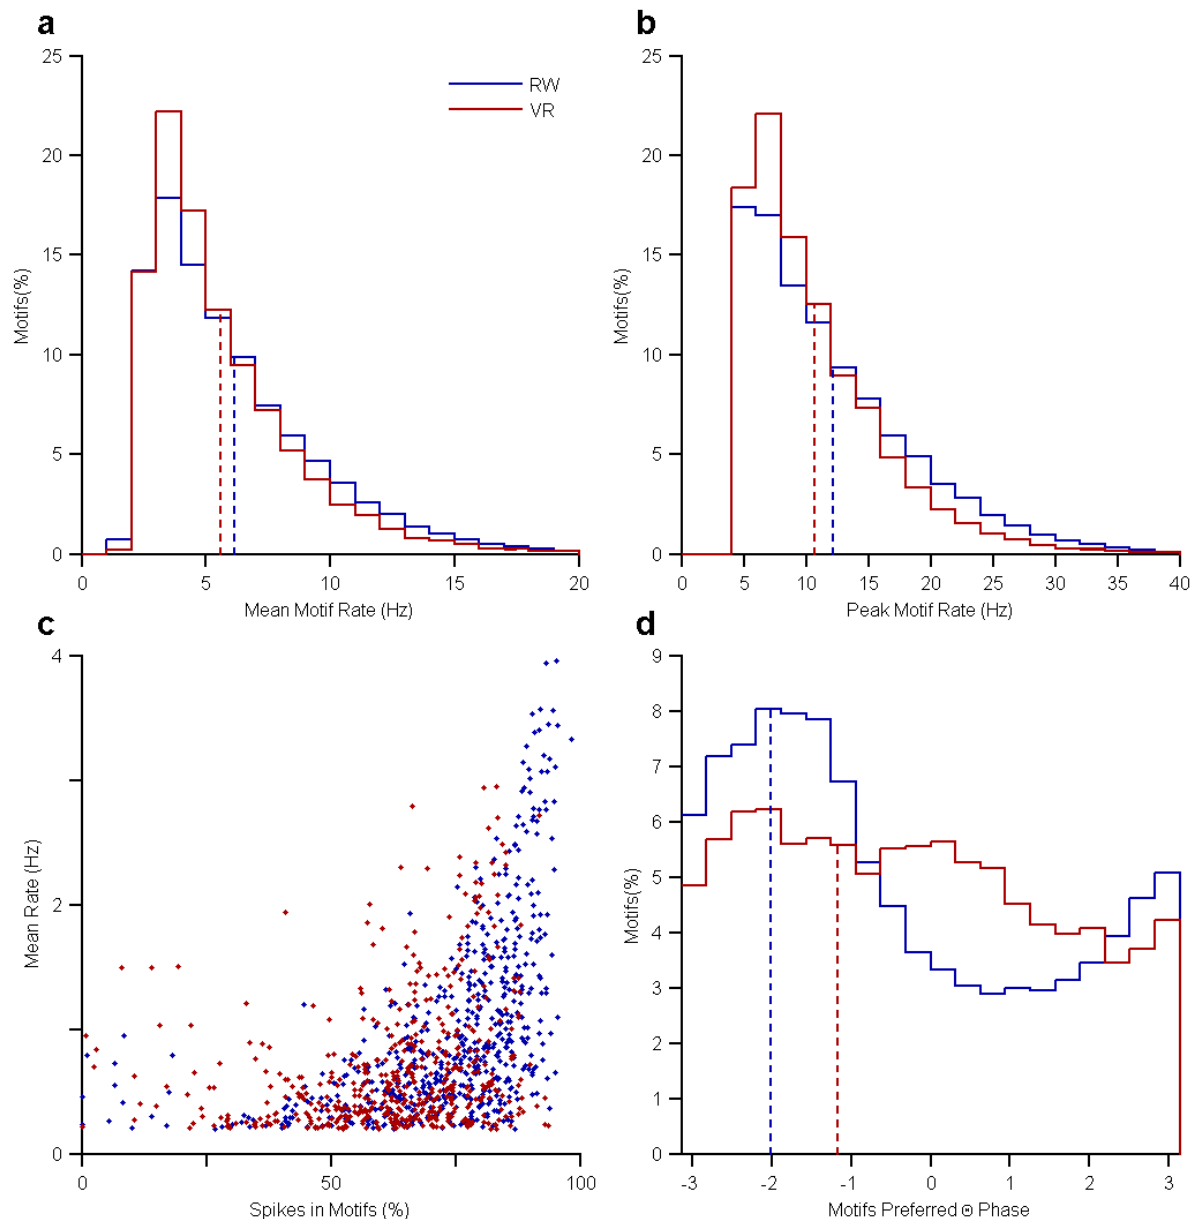 a
25
20
15
10
5
0
Motifs(%)
RW
VR
0 5 10 15 20
Mean Motif Rate (Hz)
b
25
20
15
10
5
0
Motifs(%)
0 5 10 15 20 25 30 35 40
Peak Motif Rate (Hz)
c
4
2
0
Mean Rate (Hz)
0 50 100
Spikes in Motifs (%)
d
9
8
7
6
5
4
3
2
1
0
Motifs(%)
-3 -2 -1 0 1 2 3
Motifs Preferred Θ Phase